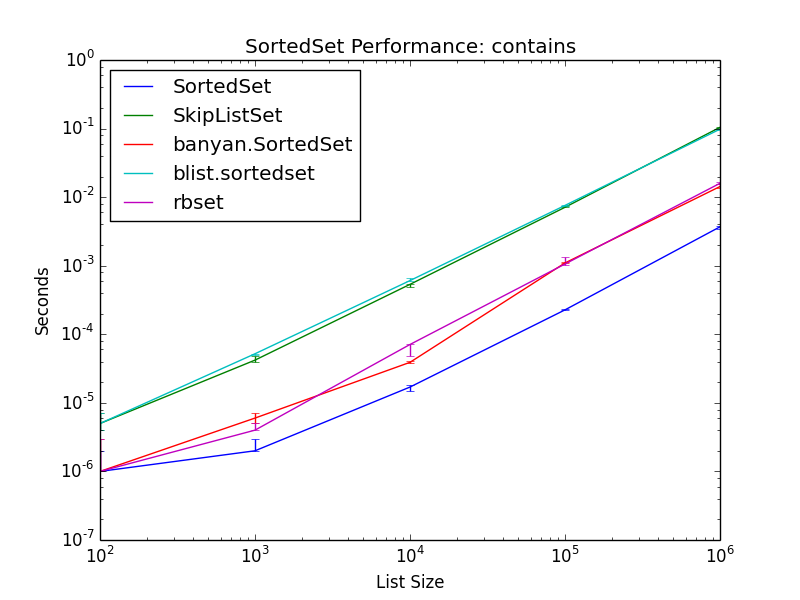 SortedSet Performance: contains
10^0
SortedSet
SkipListSet
banyan.SortedSet
blist.sortedset
rbset
10^-1
10^-2
10^-3
10^-4
10^-5
10^-6
10^-7
Seconds
10^2 10^3 10^4 10^5 10^6
List Size